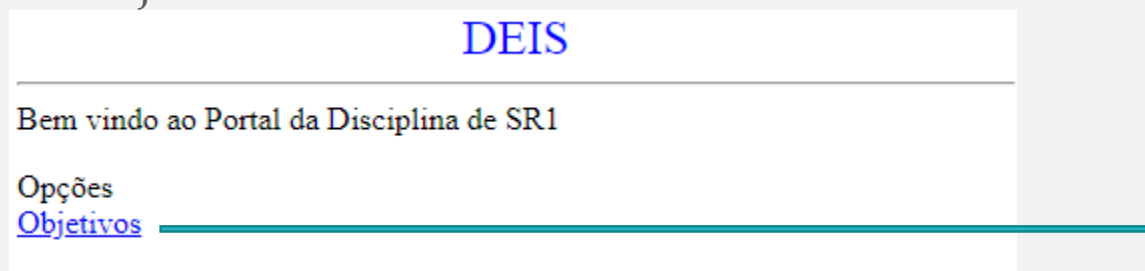 DEIS
Bem vindo ao Portal da Disciplina de SR1
Opções
Objetivos